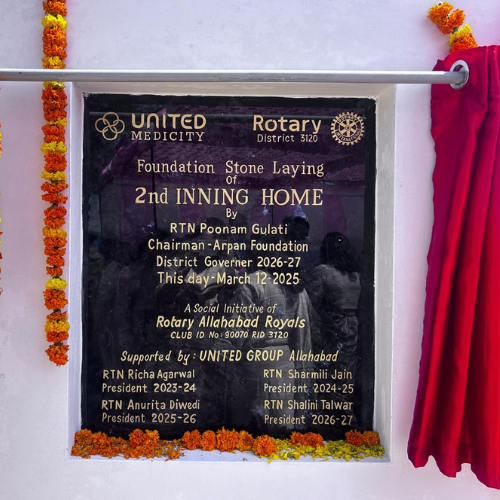 UNITED
MEDICITY
Rotary
District 3120
Foundation Stone Laying
Of
2nd INNING HOME
By
RTN Poonam Gulati
Chairman-Arpan Foundation
District Governer 2026-27
This day-March 12-2025
A Social Initiative of
Rotary Allahabad Royals
CLUB ID No: 90070 RID 3120
Supported by: UNITED GROUP Allahabad
RTN Richa Agarwal
President 2023-24
RTN Sharmili Jain
President 2024-25
RTN Anurita Diwedi
President 2025-26
RTN Shalini Talwar
President 2026-27